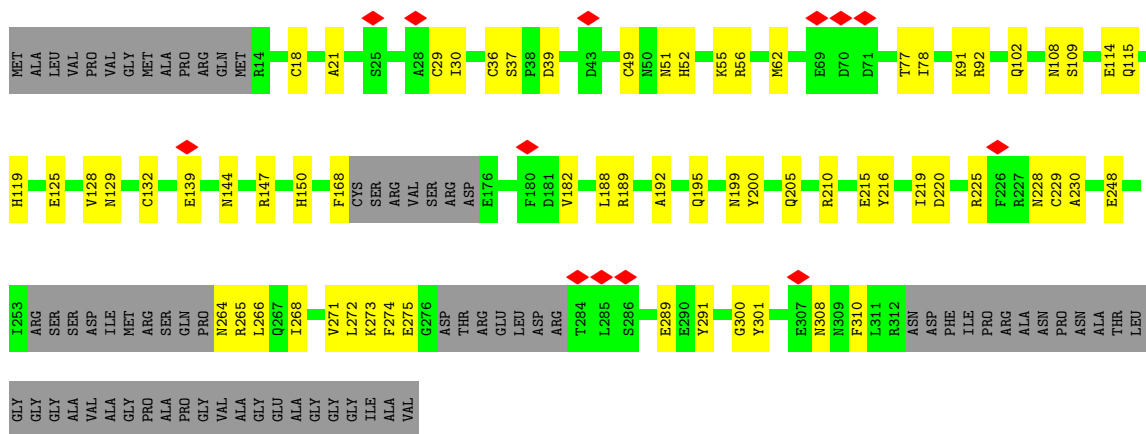 MET ALA LEU VAL PRO VAL GLY MET ALA PRO ARG GLN MET R14 C18 A21 S25 A28 C29 I30 C36 S37 P38 D39 D43 C49 N50 N51 H52 K55 R56 M62 E69 D70 D71 T77 I78 K91 R92 Q102 N108 S109 E114 Q115
H119 E125 V128 N129 C132 E139 N144 R147 H150 F168 CYS SER ARG VAL SER ARG ASP E176 F180 D181 V182 L188 R189 A192 Q195 N199 Y200 Q205 R210 E215 Y216 I219 D220 R225 F226 R227 N228 C229 A230 E248
I253 ARG SER SER ASP ILE MET ARG SER GLN PRO N264 R265 L266 Q267 I268 V271 L272 K273 F274 E275 G276 ASP THR ARG GLU LEU ASP ARG T284 L285 S286 E289 E290 Y291 G300 Y301 E307 N308 N309 F310 L311 R312 ASN ASP PHE ILE PRO ARG ALA ASN PRO ASN ALA THR LEU
GLY GLY GLY ALA VAL ALA GLY PRO ALA PRO GLY VAL ALA GLY GLU ALA GLY GLY GLY ILE ALA VAL